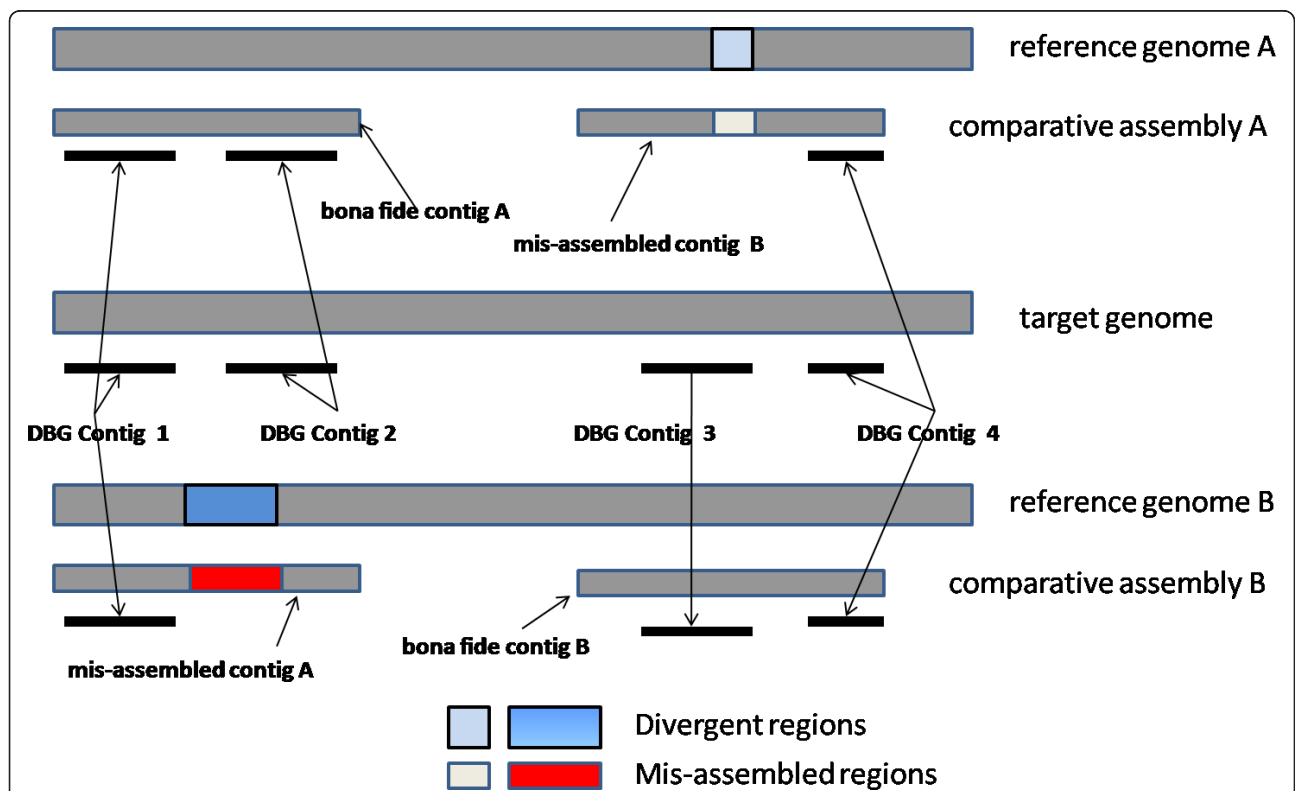 reference genome A
comparative assembly A
bona fide contig A
mis-assembled contig B
target genome
DBG Contig 1
DBG Contig 2
DBG Contig 3
DBG Contig 4
reference genome B
comparative assembly B
bona fide contig B
mis-assembled contig A
Divergent regions
Mis-assembled regions